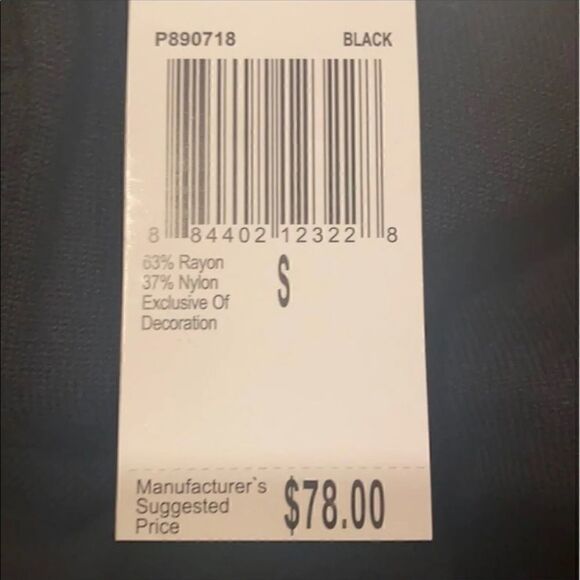 P890718 BLACK
8 84402 12322 8
63% Rayon
37% Nylon
Exclusive Of
Decoration
S
Manufacturer`s
Suggested
Price
$78.00